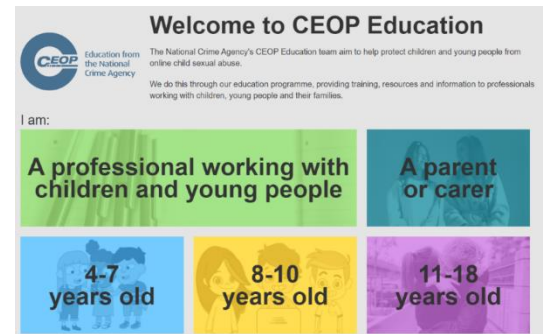 Welcome to CEOP Education
CEOP
Education from
the National
Crime Agency
The National Crime Agency's CEOP Education team aim to help protect children and young people from
online child sexual abuse.
We do this through our education programme, providing training, resources and information to professionals
working with children, young people and their families.
I am:
A professional working with
children and young people
A parent
or carer
4-7
years old
8-10
years old
11-18
years old